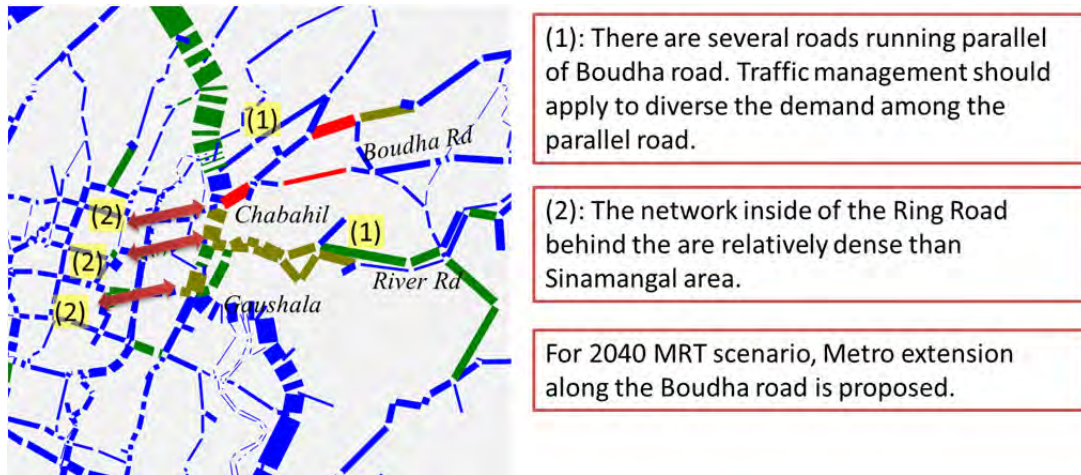 (1)
Boudha Rd
(2)
Chabahil
(2)
(1)
River Rd
(2)
Gaushala
(1): There are several roads running parallel
of Boudha road. Traffic management should
apply to diverse the demand among the
parallel road.
(2): The network inside of the Ring Road
behind the are relatively dense than
Sinamangal area.
For 2040 MRT scenario, Metro extension
along the Boudha road is proposed.